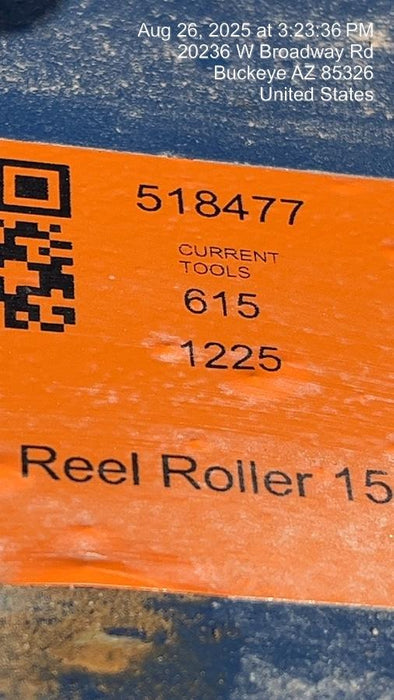 Aug 26, 2025 at 3:23:36 PM
20236 W Broadway Rd
Buckeye AZ 85326
United States
518477
CURRENT
TOOLS
615
1225
Reel Roller 15